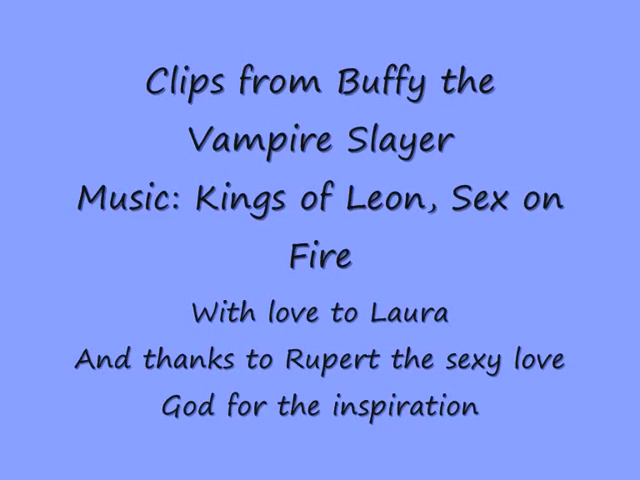 Clips from Buffy the
Vampire Slayer
Music: Kings of Leon, Sex on
Fire
With love to Laura
And thanks to Rupert the sexy love
God for the inspiration